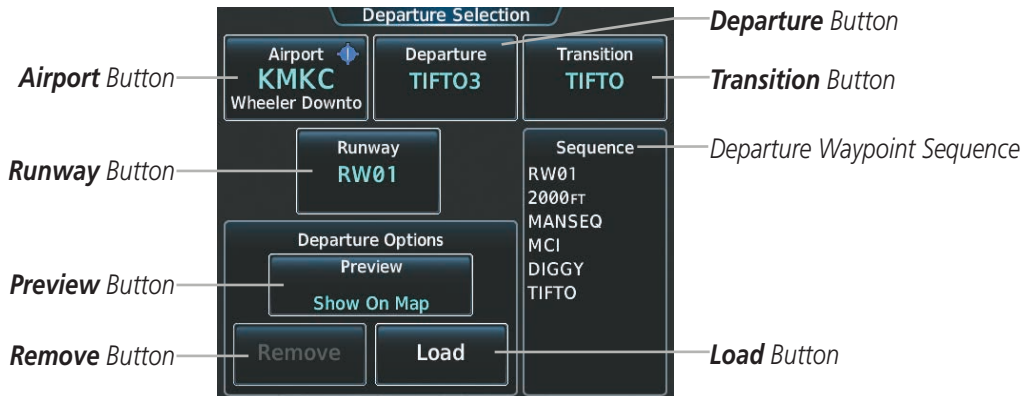 Departure Selection
Departure Button
Airport
KMKC
Wheeler Downto
Departure
TIFTO3
Transition
TIFTO
Airport Button
Transition Button
Runway
RW01
Runway Button
Sequence
RW01
2000FT
MANSEQ
MCI
DIGGY
TIFTO
Departure Waypoint Sequence
Departure Options
Preview
Show On Map
Preview Button
Remove
Load
Remove Button
Load Button